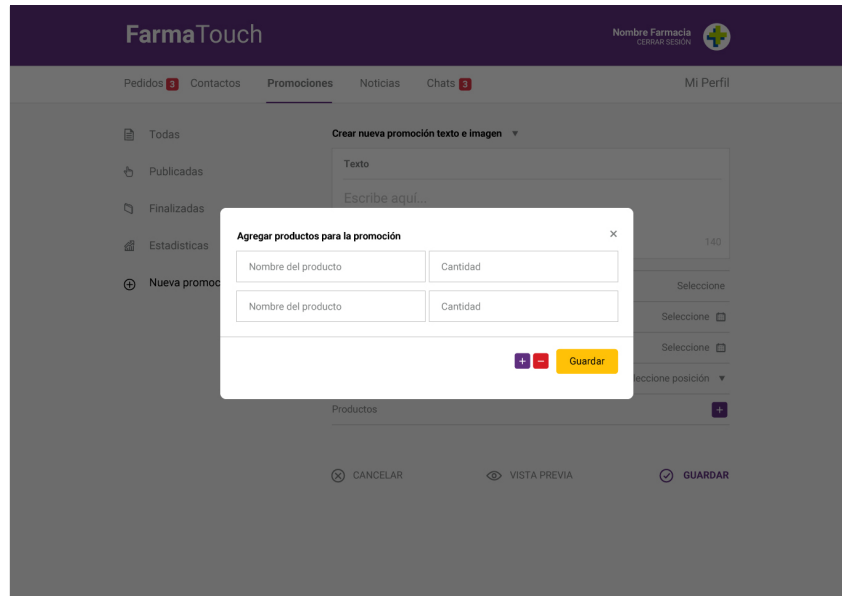 FarmaTouch
Nombre Farmacia
CERRAR SESIÓN
Pedidos 3 Contactos Promociones Noticias Chats 3 Mi Perfil
Todas
Publicadas
Finalizadas
Estadisticas
Nueva promoc
Crear nueva promoción texto e imagen ▼
Texto
Escribe aquí...
140
Agregar productos para la promoción ×
Nombre del producto Cantidad
Nombre del producto Cantidad
+ − Guardar
Seleccione
Seleccione
Seleccione
leccione posición ▼
Productos +
CANCELAR VISTA PREVIA GUARDAR